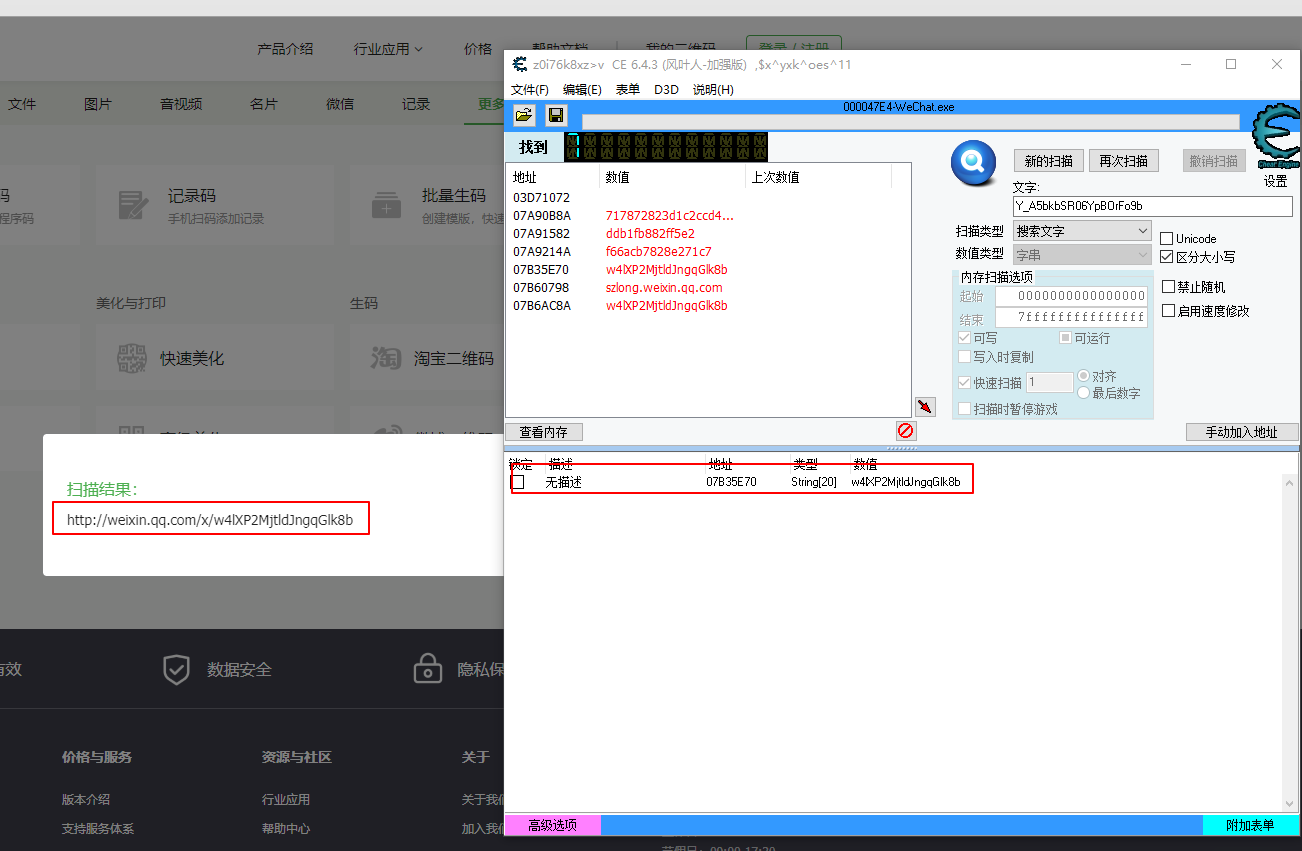 产品介绍 行业应用 价格 帮助文档 我的二维码 登录 / 注册
文件 图片 音视频 名片 微信 记录 更多
码
程序码
记录码
手机扫码添加记录
批量生码
创建模版，快速
美化与打印 生码
快速美化 淘宝二维码
扫描结果：
http://weixin.qq.com/x/w4lXP2MjtldJngqGlk8b
有效 数据安全 隐私保
价格与服务 资源与社区 关于
版本介绍 行业应用 关于我们
支持服务体系 帮助中心 加入我们
z0i76k8xz>v CE 6.4.3 (风叶人-加强版) ,$x^yxk^oes^11
文件(F) 编辑(E) 表单 D3D 说明(H)
000047E4-WeChat.exe
找到 7
地址 数值 上次数值
03D71072
07A90B8A 717872823d1c2ccd4...
07A91582 ddb1fb882ff5e2
07A9214A f66acb7828e271c7
07B35E70 w4lXP2MjtldJngqGlk8b
07B60798 szlong.weixin.qq.com
07B6AC8A w4lXP2MjtldJngqGlk8b
新的扫描 再次扫描 撤销扫描
Cheat Engine
设置
文字:
Y_A5bkbSR06YpBOrFo9b
扫描类型 搜索文字
数值类型 字串
Unicode
区分大小写
内存扫描选项
起始 0000000000000000
结束 7fffffffffffffff
可写 可运行
写入时复制
快速扫描 1 对齐
最后数字
扫描时暂停游戏
禁止随机
启用速度修改
查看内存 手动加入地址
锁定 描述 地址 类型 数值
无描述 07B35E70 String[20] w4lXP2MjtldJngqGlk8b
高级选项 附加表单